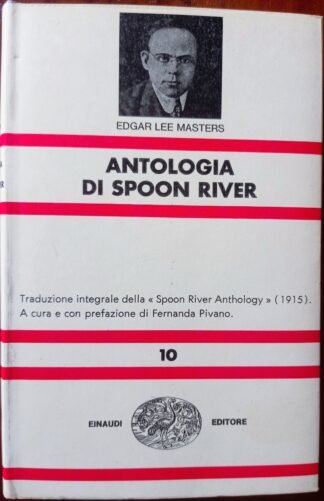 EDGAR LEE MASTERS
ANTOLOGIA
DI SPOON RIVER
Traduzione integrale della « Spoon River Anthology » (1915).
A cura e con prefazione di Fernanda Pivano.
10
EINAUDI EDITORE